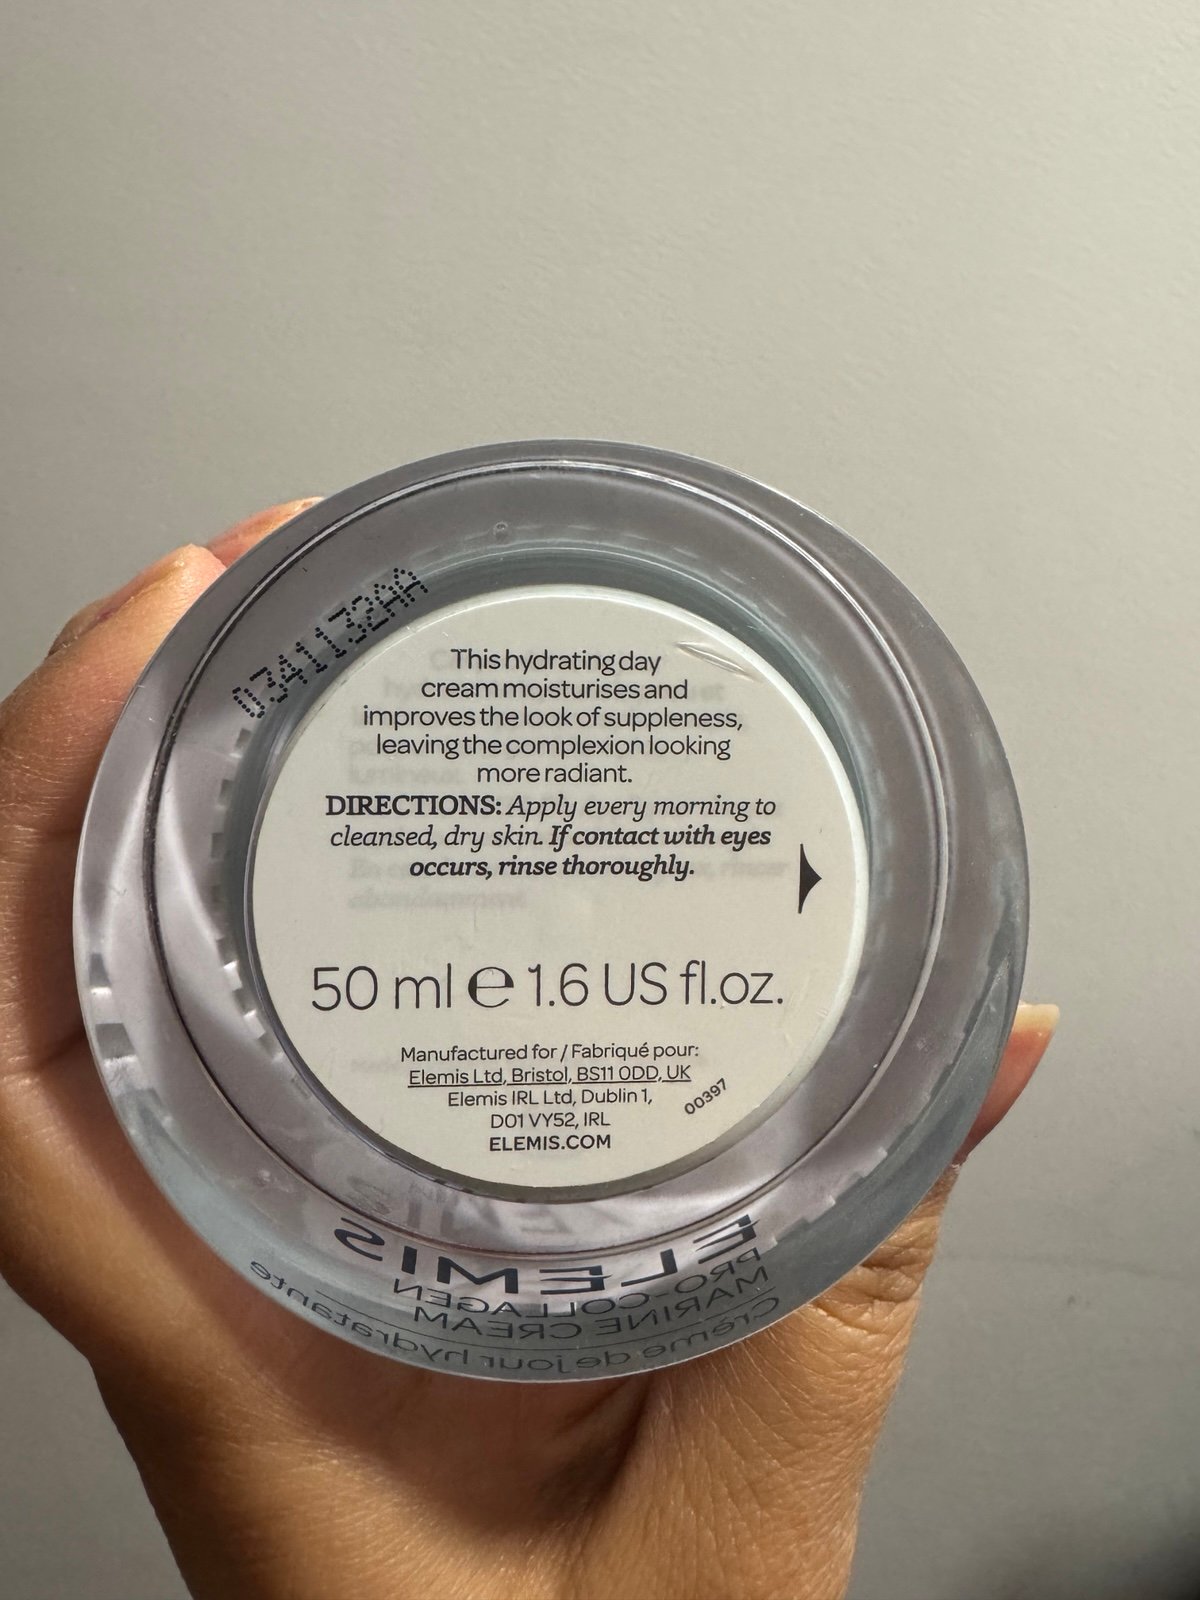 0341132AA
This hydrating day
cream moisturises and
improves the look of suppleness,
leaving the complexion looking
more radiant.
DIRECTIONS: Apply every morning to
cleansed, dry skin. If contact with eyes
occurs, rinse thoroughly.
50 ml e 1.6 US fl.oz.
Manufactured for / Fabriqué pour:
Elemis Ltd, Bristol, BS11 0DD, UK
Elemis IRL Ltd, Dublin 1,
D01 VY52, IRL
ELEMIS.COM
00397
ELEMIS
PRO-COLLAGEN
MARINE CREAM
Crème de jour hydratante